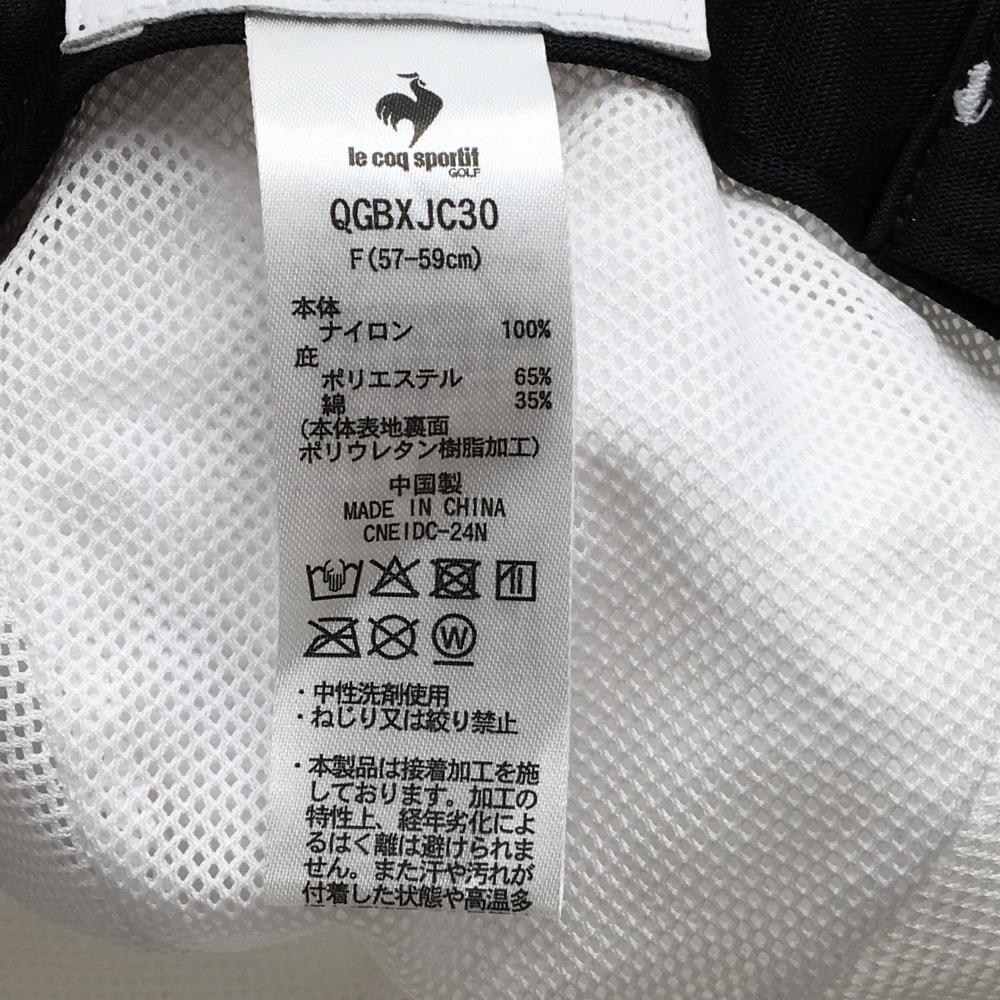 le coq sportif
GOLF
QGBXJC30
F(57-59cm)
本体
ナイロン 100%
庇
ポリエステル 65%
綿 35%
(本体表地裏面
ポリウレタン樹脂加工)
中国製
MADE IN CHINA
CNEIDC-24N
W
・中性洗剤使用
・ねじり又は絞り禁止
・本製品は接着加工を施
しております。加工の
特性上、経年劣化によ
るはく離は避けられま
せん。また汗や汚れが
付着した状態や高温多